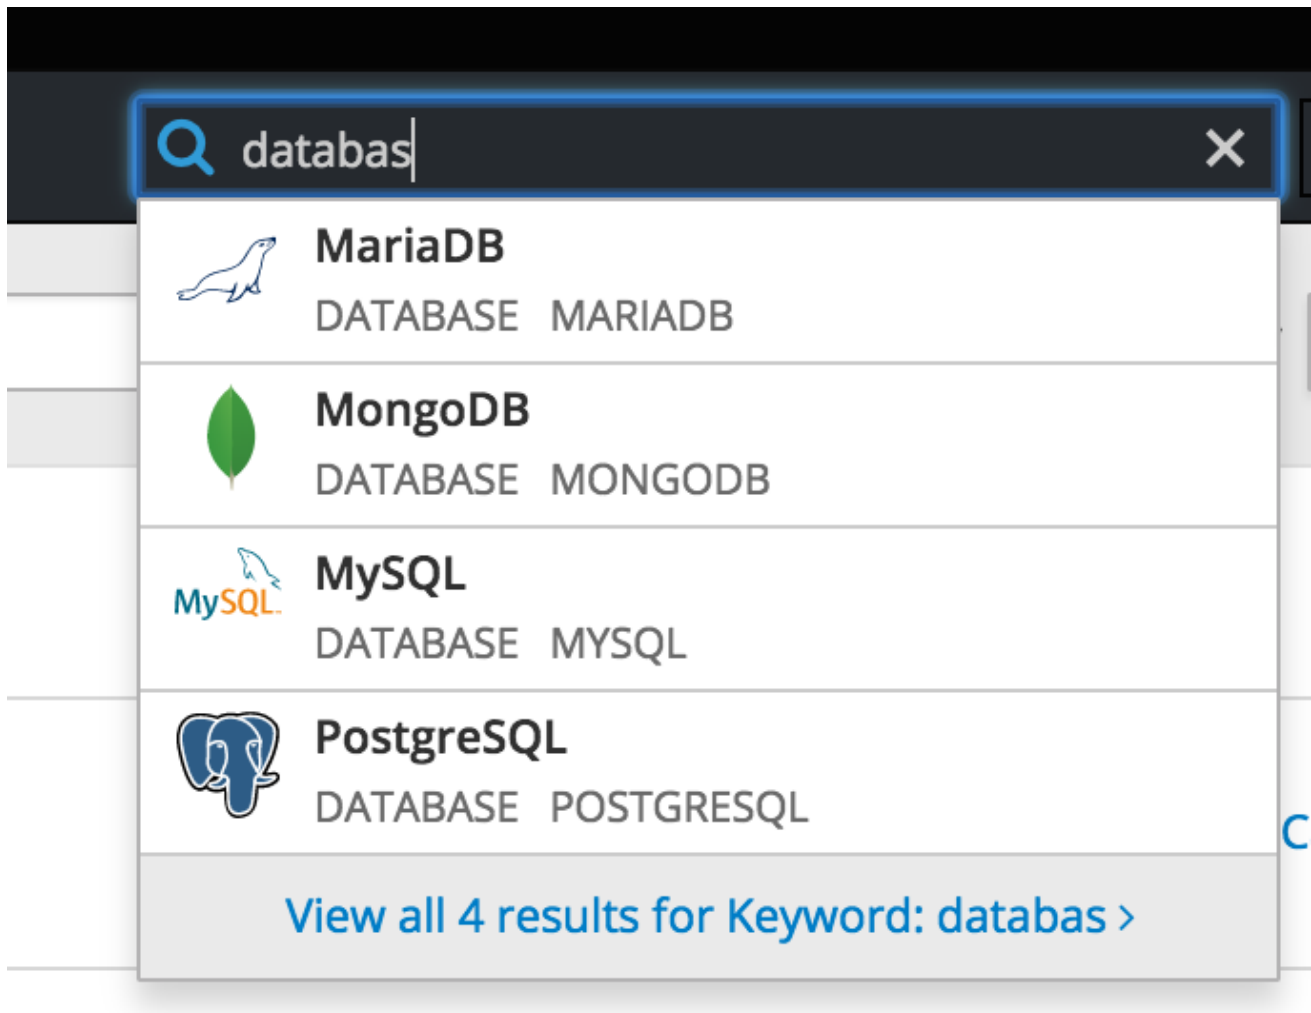 databas
MariaDB
DATABASE MARIADB
MongoDB
DATABASE MONGODB
MySQL
MySQL™
DATABASE MYSQL
PostgreSQL
DATABASE POSTGRESQL
C
View all 4 results for Keyword: databas >